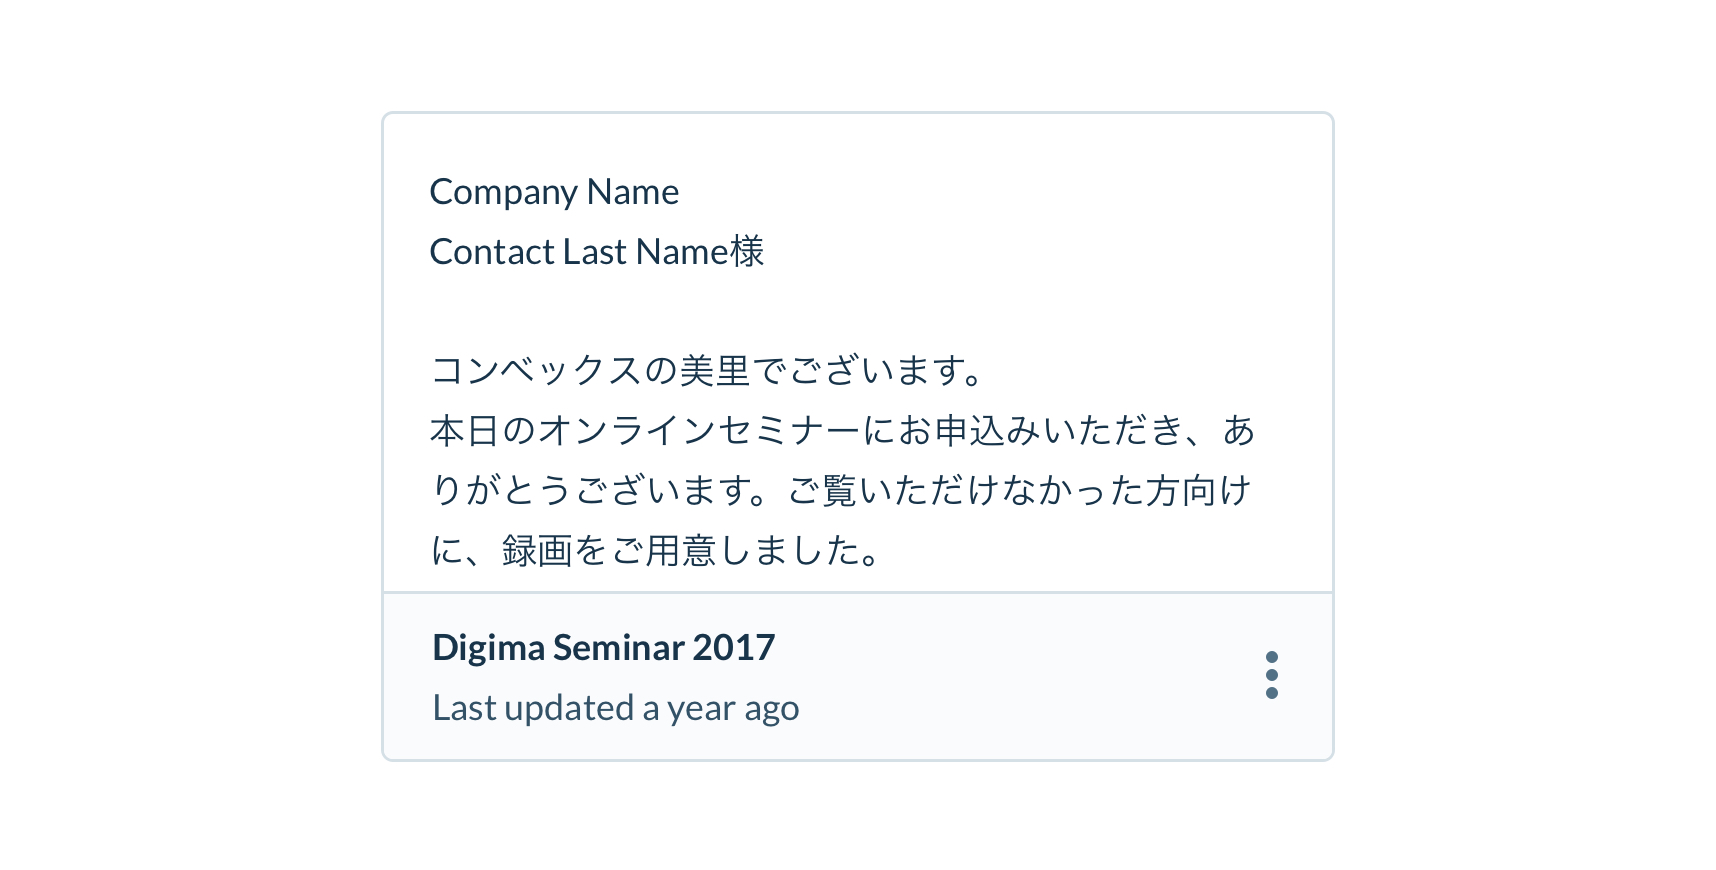 Company Name
Contact Last Name様
コンベックスの美里でございます。
本日のオンラインセミナーにお申込みいただき、あ
りがとうございます。ご覧いただけなかった方向け
に、録画をご用意しました。
Digima Seminar 2017
Last updated a year ago